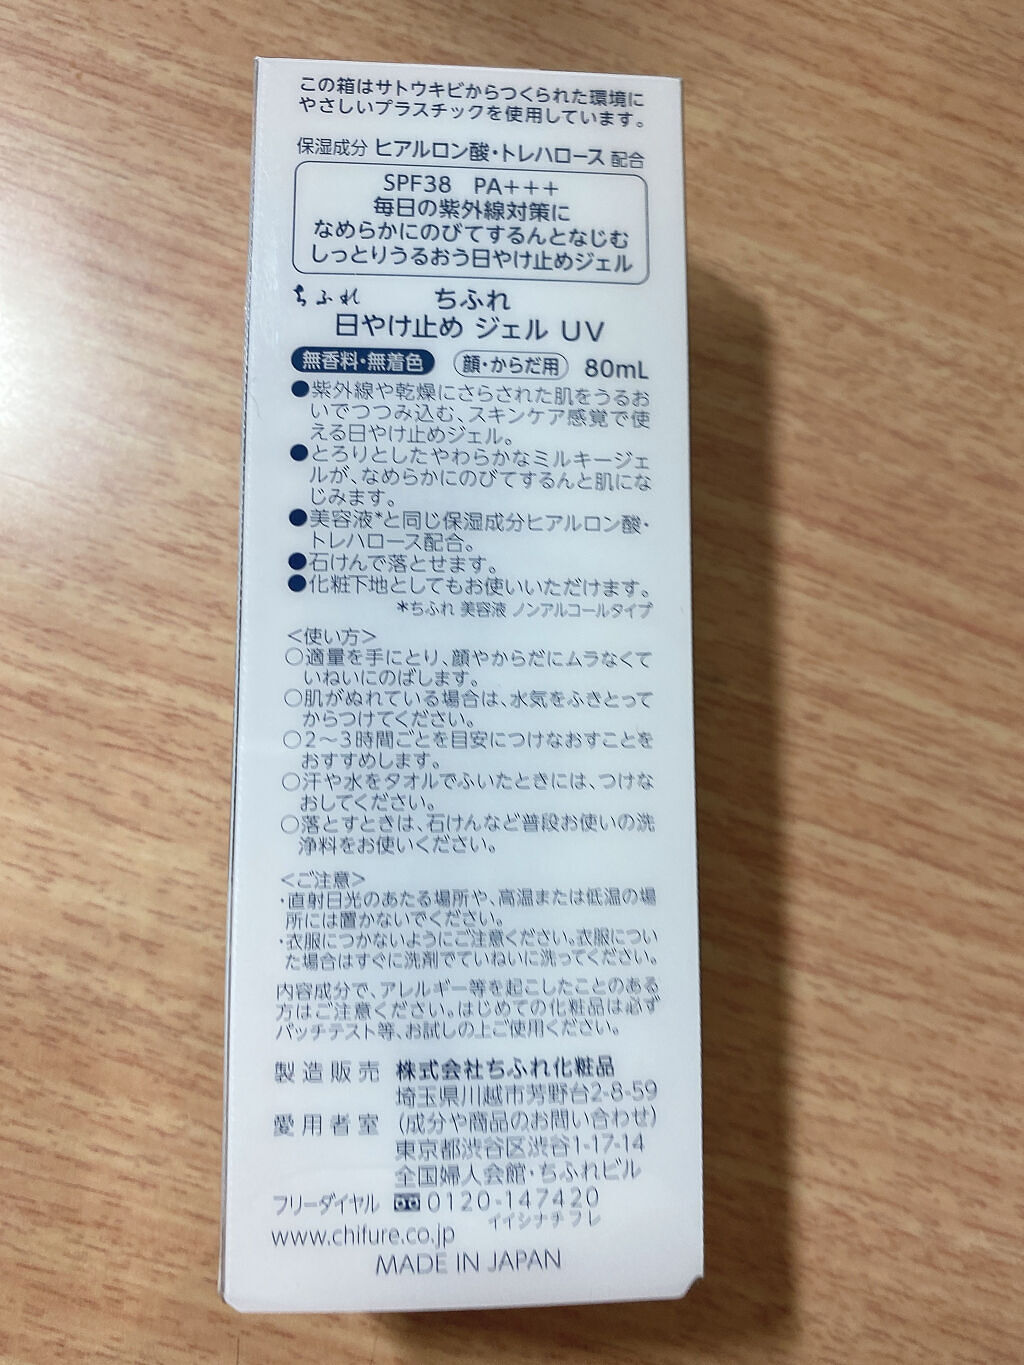 この箱はサトウキビからつくられた環境に
やさしいプラスチックを使用しています。
保湿成分 ヒアルロン酸・トレハロース 配合
SPF38 PA+++
毎日の紫外線対策に
なめらかにのびてするんとなじむ
しっとりうるおう日やけ止めジェル
ちふれ ちふれ
日やけ止め ジェル UV
無香料・無着色 顔・からだ用 80mL
●紫外線や乾燥にさらされた肌をうるお
いでつつみ込む、スキンケア感覚で使
える日やけ止めジェル。
●とろりとしたやわらかなミルキージェ
ルが、なめらかにのびてするんと肌にな
じみます。
●美容液*と同じ保湿成分ヒアルロン酸・
トレハロース配合。
●石けんで落とせます。
●化粧下地としてもお使いいただけます。
*ちふれ 美容液 ノンアルコールタイプ
<使い方>
○適量を手にとり、顔やからだにムラなくて
いねいにのばします。
○肌がぬれている場合は、水気をふきとって
からつけてください。
○2〜3時間ごとを目安につけなおすことを
おすすめします。
○汗や水をタオルでふいたときには、つけな
おしてください。
○落とすときは、石けんなど普段お使いの洗
浄料をお使いください。
<ご注意>
・直射日光のあたる場所や、高温または低温の場
所には置かないでください。
・衣服につかないようにご注意ください。衣服につい
た場合はすぐに洗剤でていねいに洗ってください。
内容成分で、アレルギー等を起こしたことのある
方はご注意ください。はじめての化粧品は必ず
パッチテスト等、お試しの上ご使用ください。
製造販売 株式会社ちふれ化粧品
埼玉県川越市芳野台2-8-59
愛用者室 (成分や商品のお問い合わせ)
東京都渋谷区渋谷1-17-14
全国婦人会館・ちふれビル
フリーダイヤル 0120-147420
イイシナチフレ
www.chifure.co.jp
MADE IN JAPAN